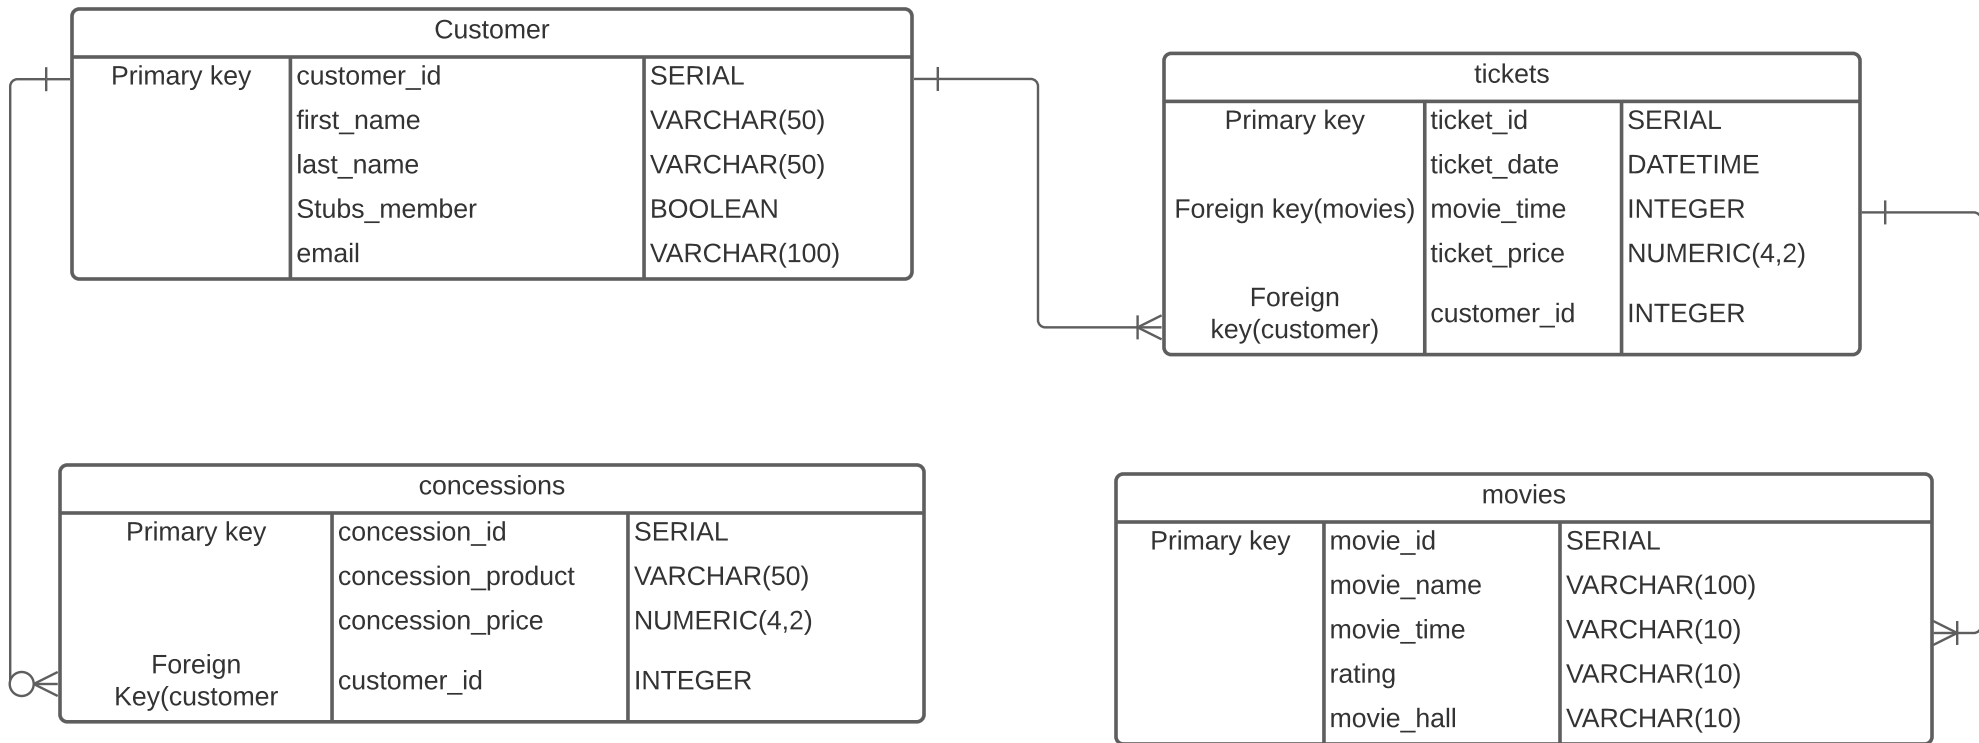 Customer
Primary key customer_id SERIAL
first_name VARCHAR(50)
last_name VARCHAR(50)
Stubs_member BOOLEAN
email VARCHAR(100)
tickets
Primary key ticket_id SERIAL
ticket_date DATETIME
Foreign key(movies) movie_time INTEGER
ticket_price NUMERIC(4,2)
Foreign
key(customer) customer_id INTEGER
concessions
Primary key concession_id SERIAL
concession_product VARCHAR(50)
concession_price NUMERIC(4,2)
Foreign
Key(customer customer_id INTEGER
movies
Primary key movie_id SERIAL
movie_name VARCHAR(100)
movie_time VARCHAR(10)
rating VARCHAR(10)
movie_hall VARCHAR(10)